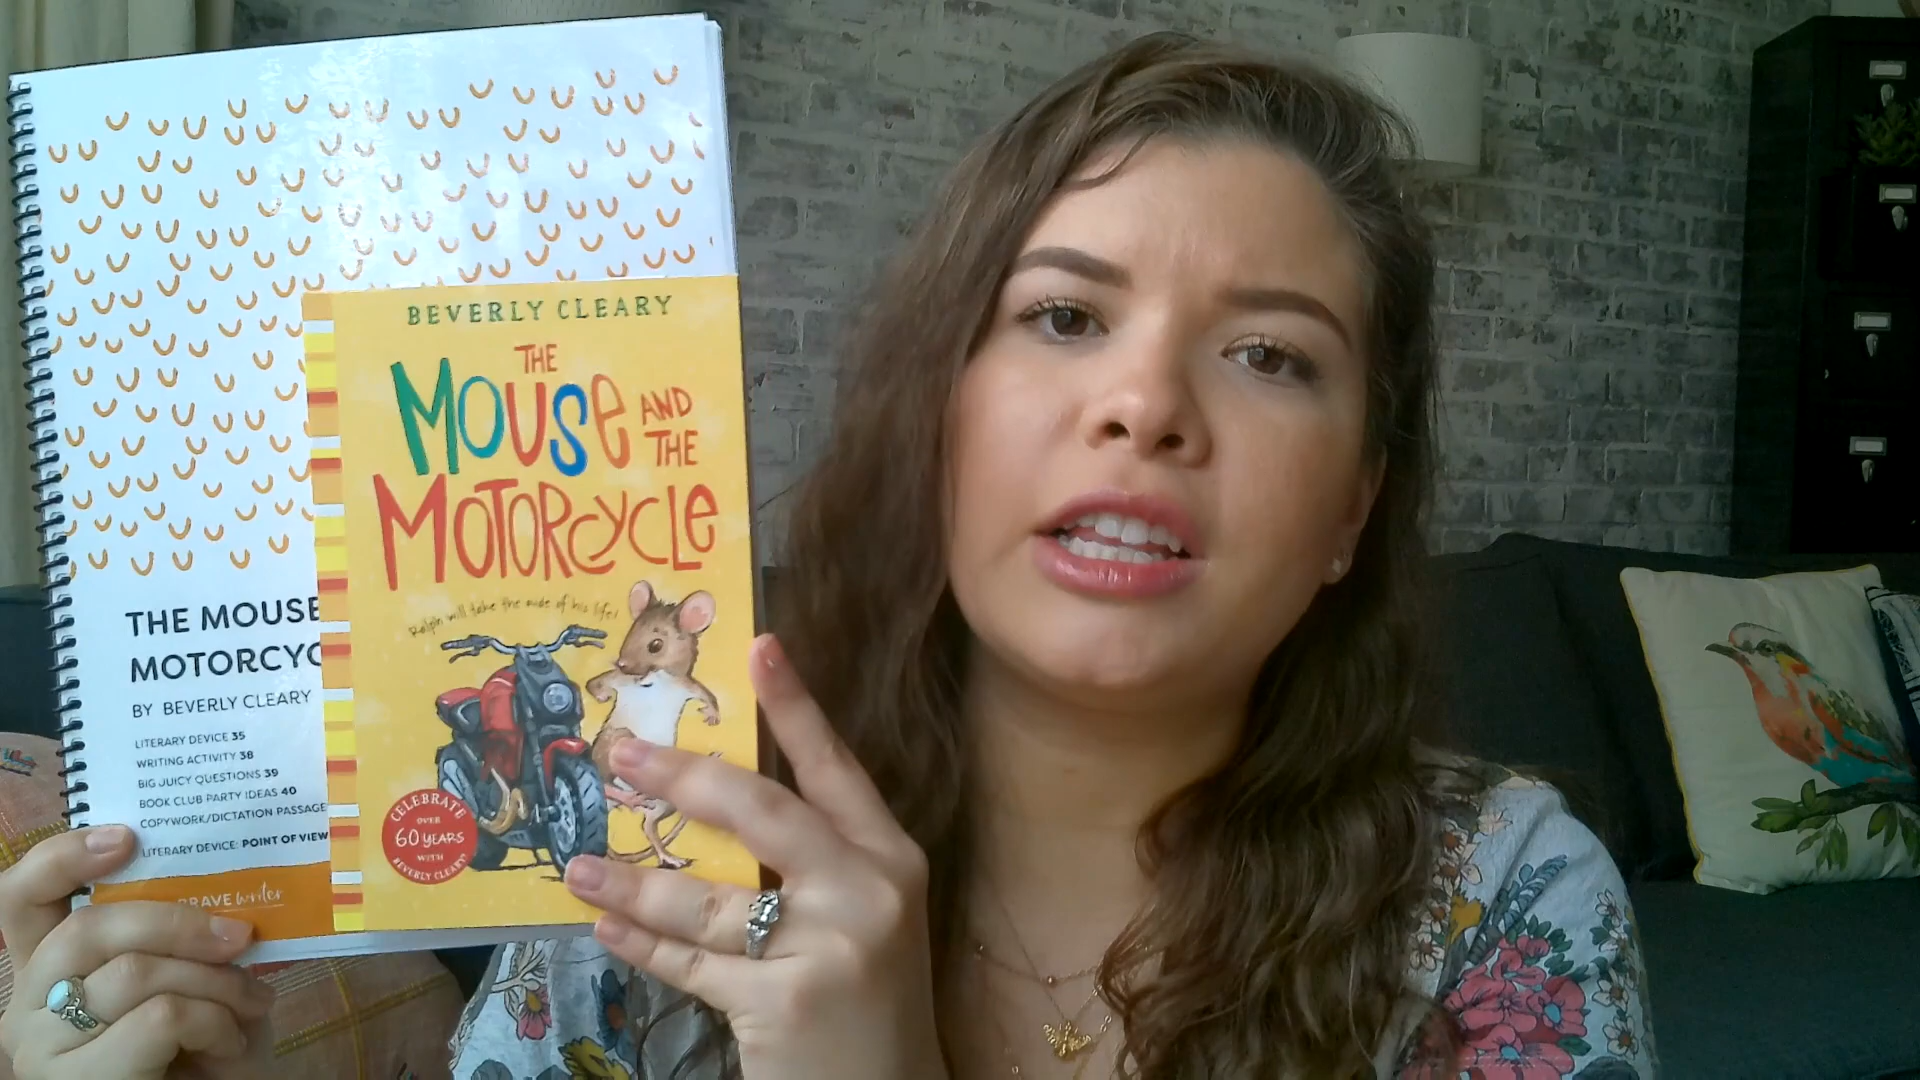 THE MOUSE
MOTORCYC
BY BEVERLY CLEARY
LITERARY DEVICE 35
WRITING ACTIVITY 38
BIG JUICY QUESTIONS 39
BOOK CLUB PARTY IDEAS 40
COPYWORK/DICTATION PASSAGE
LITERARY DEVICE: POINT OF VIEW
BRAVE writer
BEVERLY CLEARY
THE
MOUSE AND
THE
MOTORCYCLE
Ralph will take the ride of his life!
CELEBRATE
OVER
60 YEARS
WITH
BEVERLY CLEARY!